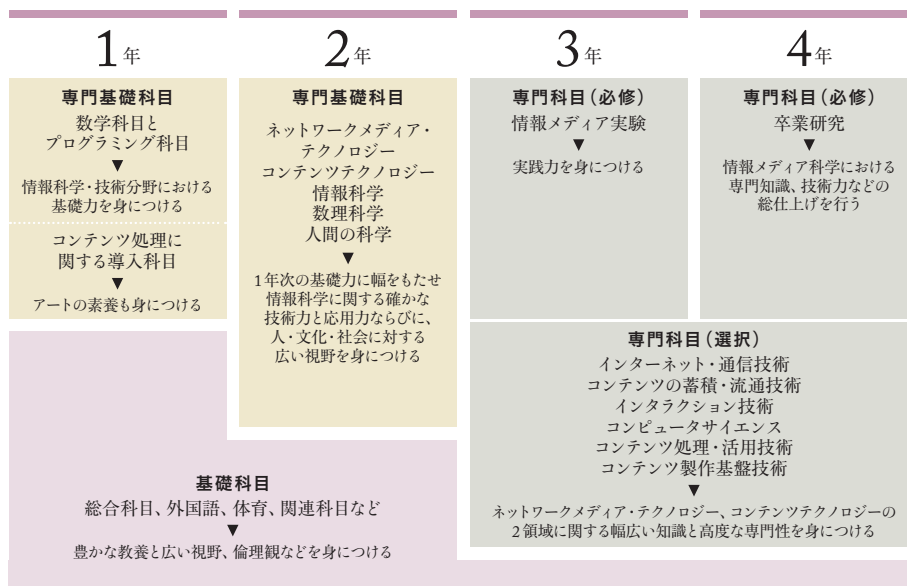 1年
専門基礎科目
数学科目と
プログラミング科目
▼
情報科学・技術分野における
基礎力を身につける
コンテンツ処理に
関する導入科目
▼
アートの素養も身につける
2年
専門基礎科目
ネットワークメディア・
テクノロジー
コンテンツテクノロジー
情報科学
数理科学
人間の科学
▼
1年次の基礎力に幅をもたせ
情報科学に関する確かな
技術力と応用力ならびに、
人・文化・社会に対する
広い視野を身につける
3年
専門科目（必修）
情報メディア実験
▼
実践力を身につける
4年
専門科目（必修）
卒業研究
▼
情報メディア科学における
専門知識、技術力などの
総仕上げを行う
専門科目（選択）
インターネット・通信技術
コンテンツの蓄積・流通技術
インタラクション技術
コンピュータサイエンス
コンテンツ処理・活用技術
コンテンツ製作基盤技術
▼
ネットワークメディア・テクノロジー、コンテンツテクノロジーの
2領域に関する幅広い知識と高度な専門性を身につける
基礎科目
総合科目、外国語、体育、関連科目など
▼
豊かな教養と広い視野、倫理観などを身につける